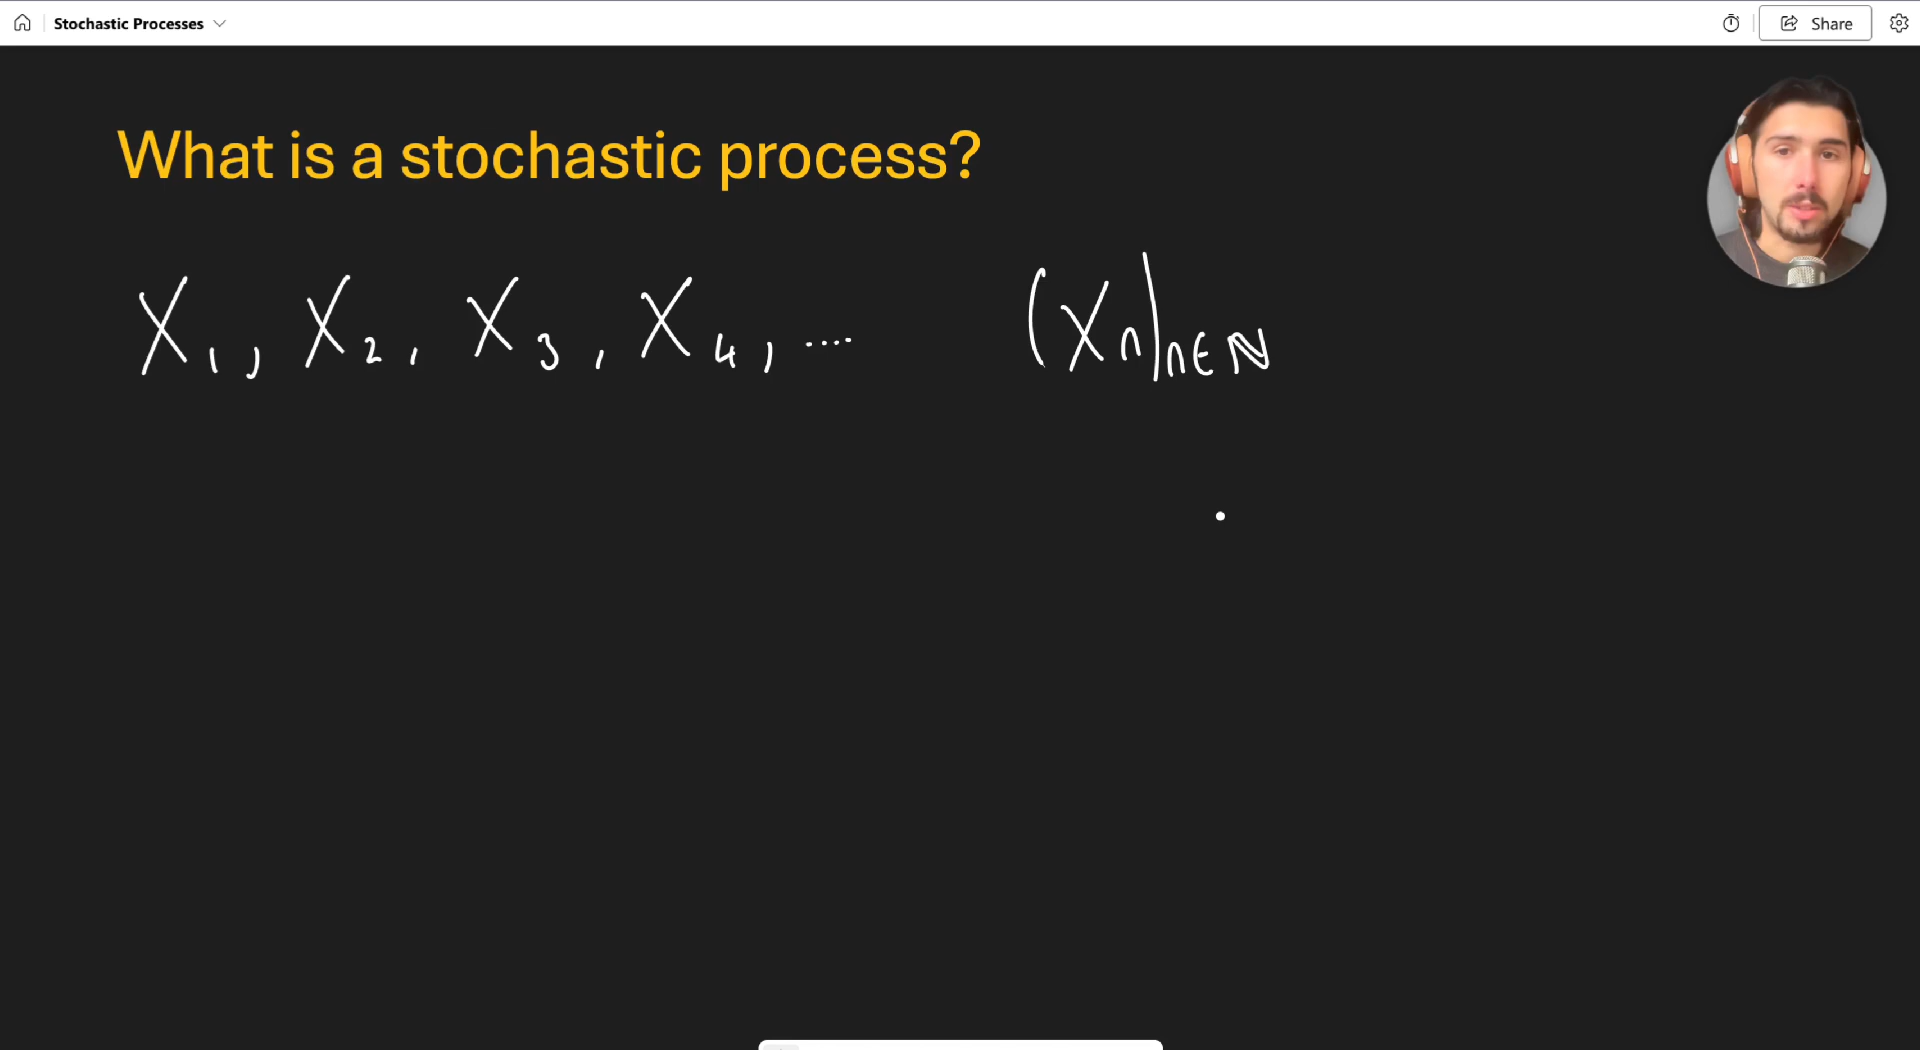 Stochastic Processes
Share
What is a stochastic process?
X₁, X₂, X₃, X₄, .... (Xₙ)ₙ∈ℕ